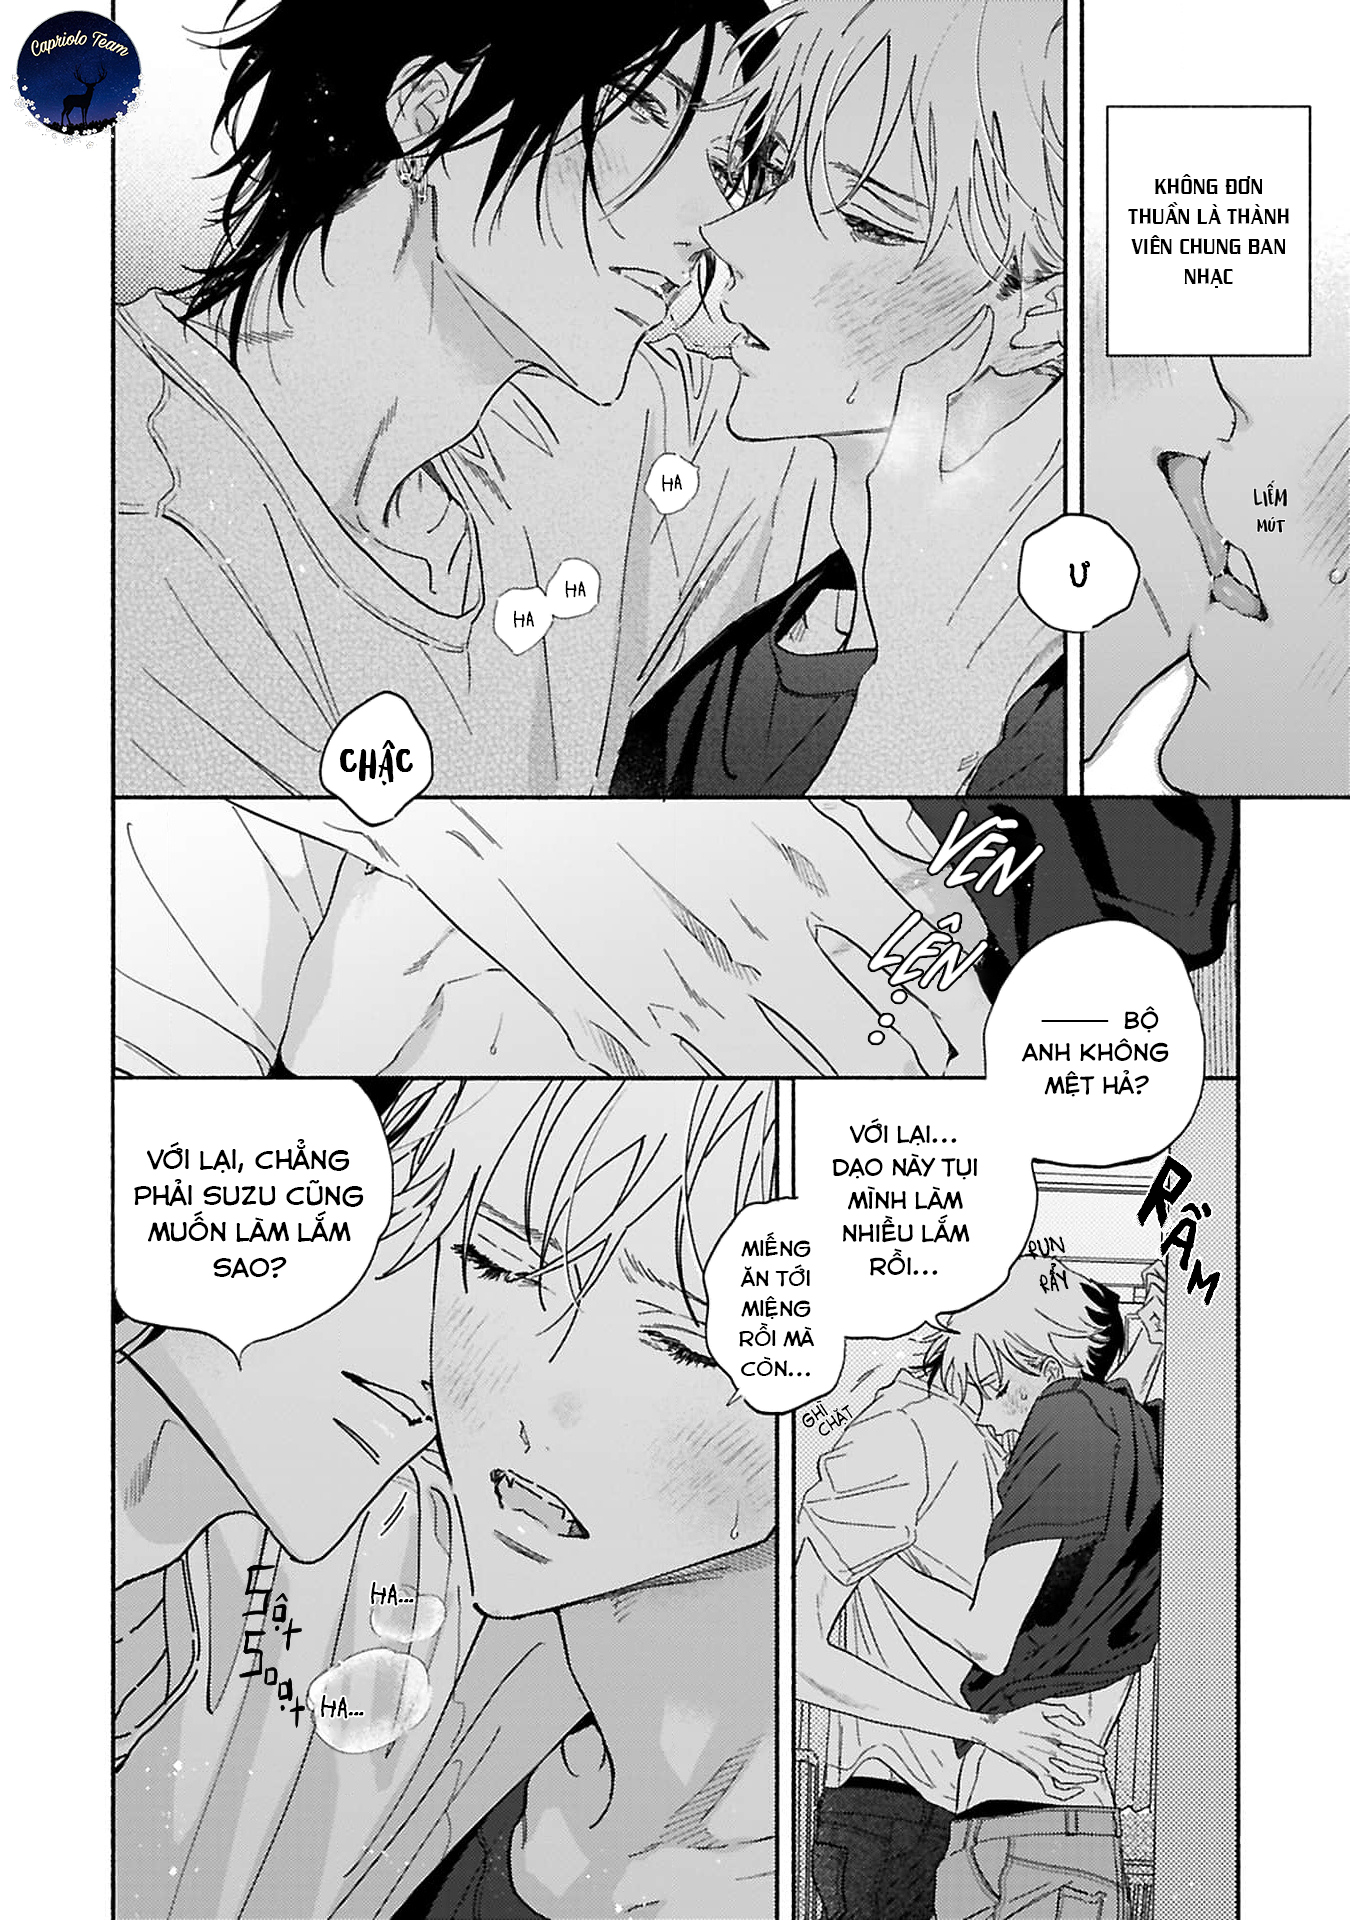 Capriolo Team
KHÔNG ĐƠN
THUẦN LÀ THÀNH
VIÊN CHUNG BAN
NHẠC
LIẾM
MÚT
Ư
HA
HA
HA
CHẬC
VÉN
LÊN...
——— BỘ
ANH KHÔNG
MỆT HẢ?
VỚI LẠI...
DẠO NÀY TỤI
MÌNH LÀM
NHIỀU LẮM
RỒI...
MIẾNG
ĂN TỚI
MIỆNG RỒI MÀ
CÒN...
RẦM
RUN
RẨY
GHÌ
CHẶT
VỚI LẠI, CHẲNG
PHẢI SUZU CŨNG
MUỐN LÀM LẮM
SAO?
HA...
HA...
SỘT
SOẠT